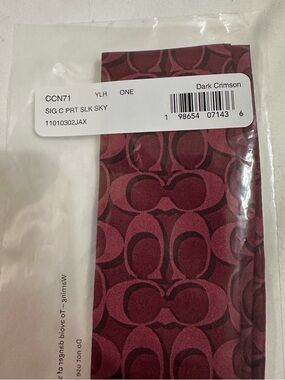 CCN71 YLH ONE Dark Crimson
SIG C PRT SLK SKY
11010302JAX
1 98654 07143 6
Warning - To avoid danger of
Do not use